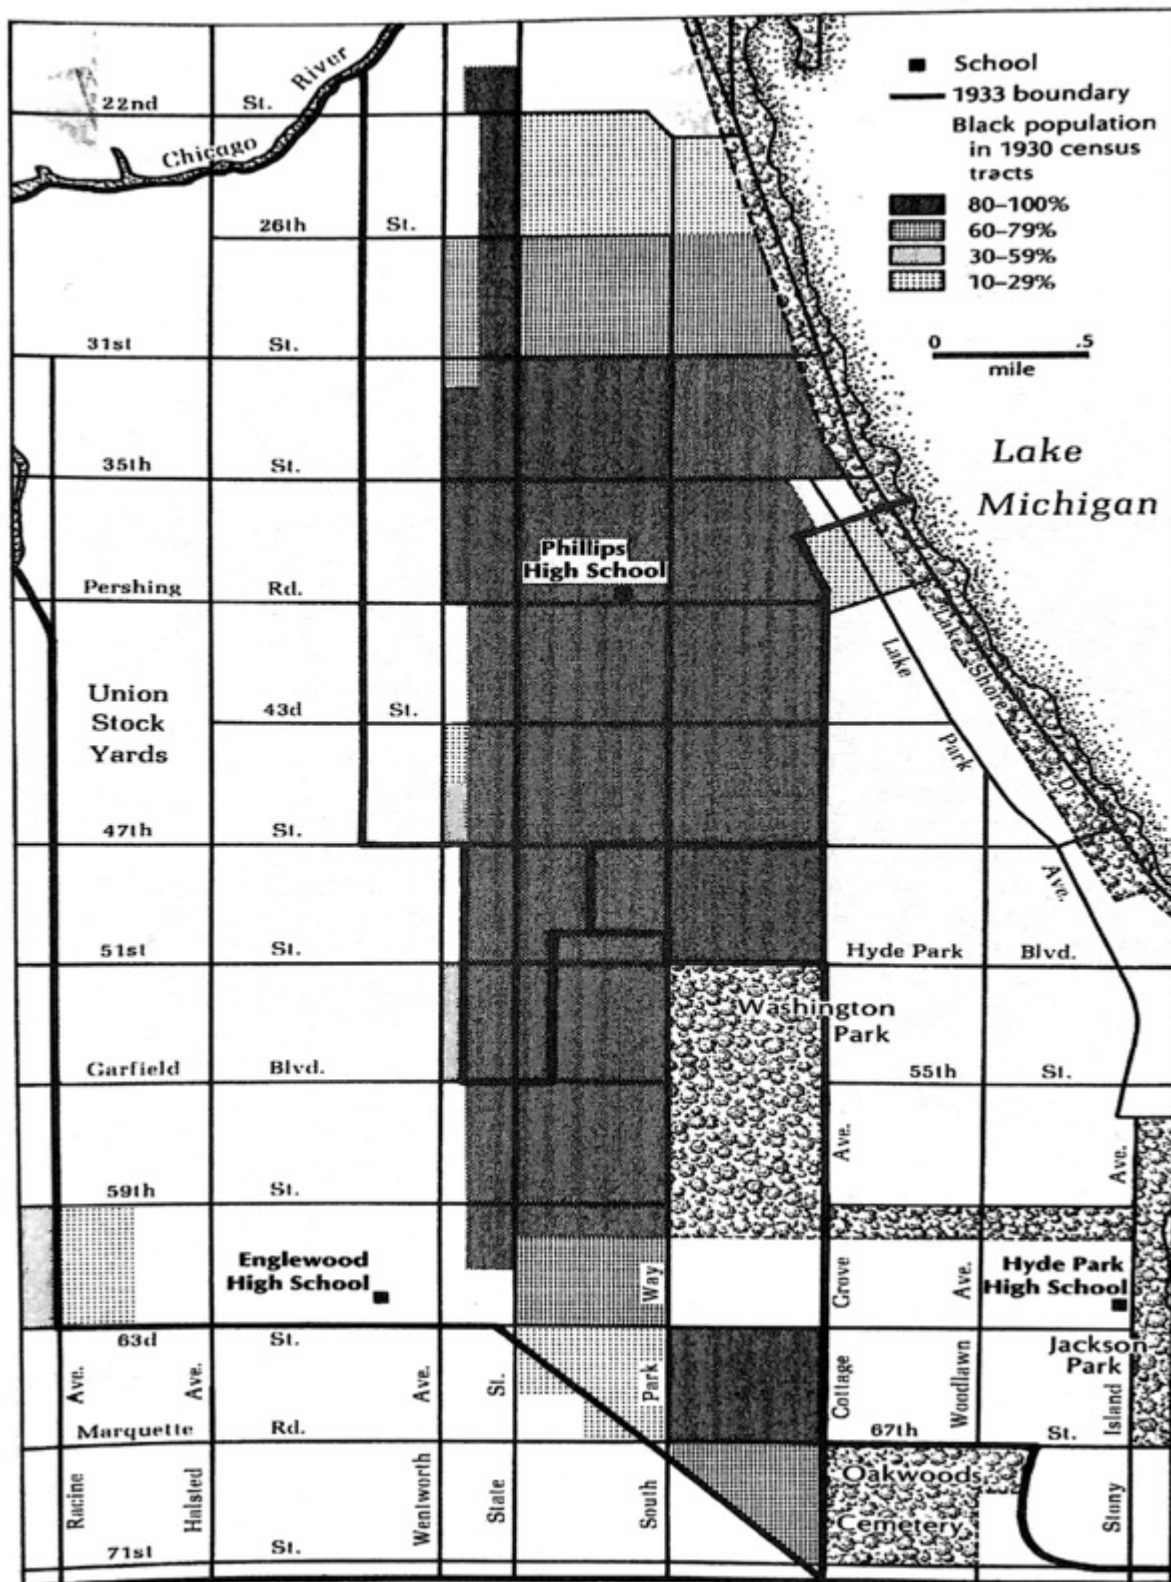 School
1933 boundary
Black population
in 1930 census
tracts
80–100%
60–79%
30–59%
10–29%
0 .5
mile
River
22nd St.
Chicago
26th St.
31st St.
Lake
Michigan
35th St.
Phillips
High School
Pershing Rd.
Lake Shore Dr.
Lake Park Ave.
Union
Stock
Yards
43d St.
47th St.
51st St.
Hyde Park Blvd.
Washington
Park
Garfield Blvd.
55th St.
59th St.
Englewood
High School
Hyde Park
High School
63d St.
Jackson
Park
Marquette Rd.
67th St.
Racine Ave.
Halsted Ave.
Wentworth Ave.
State St.
South Park Way
Cottage Grove Ave.
Woodlawn Ave.
Stony Island Ave.
Oakwoods
Cemetery
71st St.